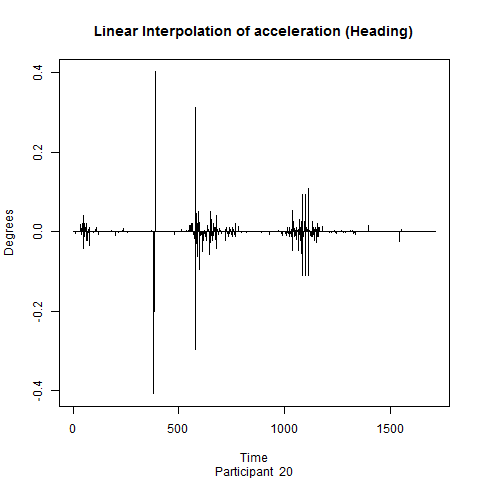 Linear Interpolation of acceleration (Heading)
0.4
0.2
0.0
-0.2
-0.4
Degrees
0 500 1000 1500
Time
Participant 20